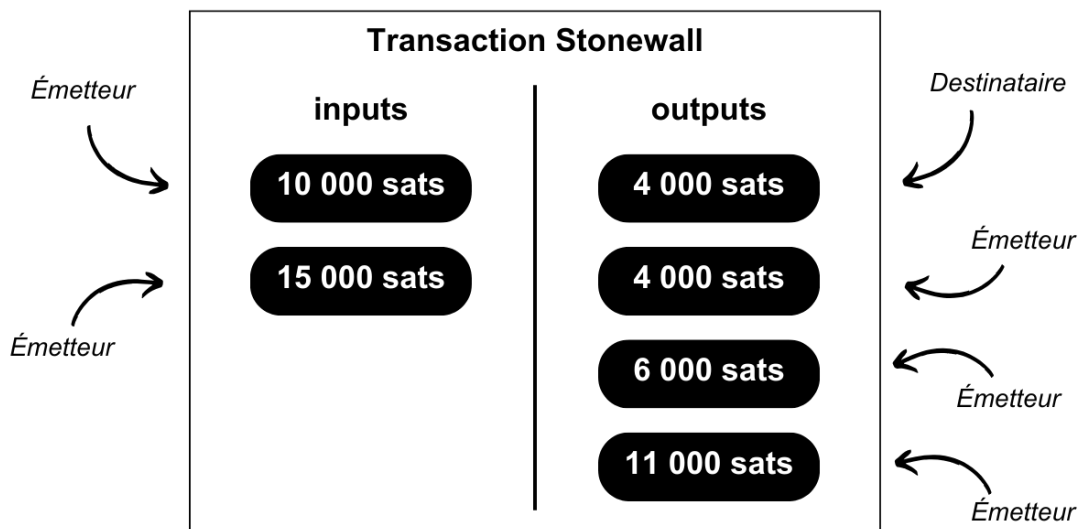 Transaction Stonewall
Émetteur
Destinataire
inputs
outputs
10 000 sats
4 000 sats
Émetteur
15 000 sats
4 000 sats
Émetteur
6 000 sats
Émetteur
11 000 sats
Émetteur